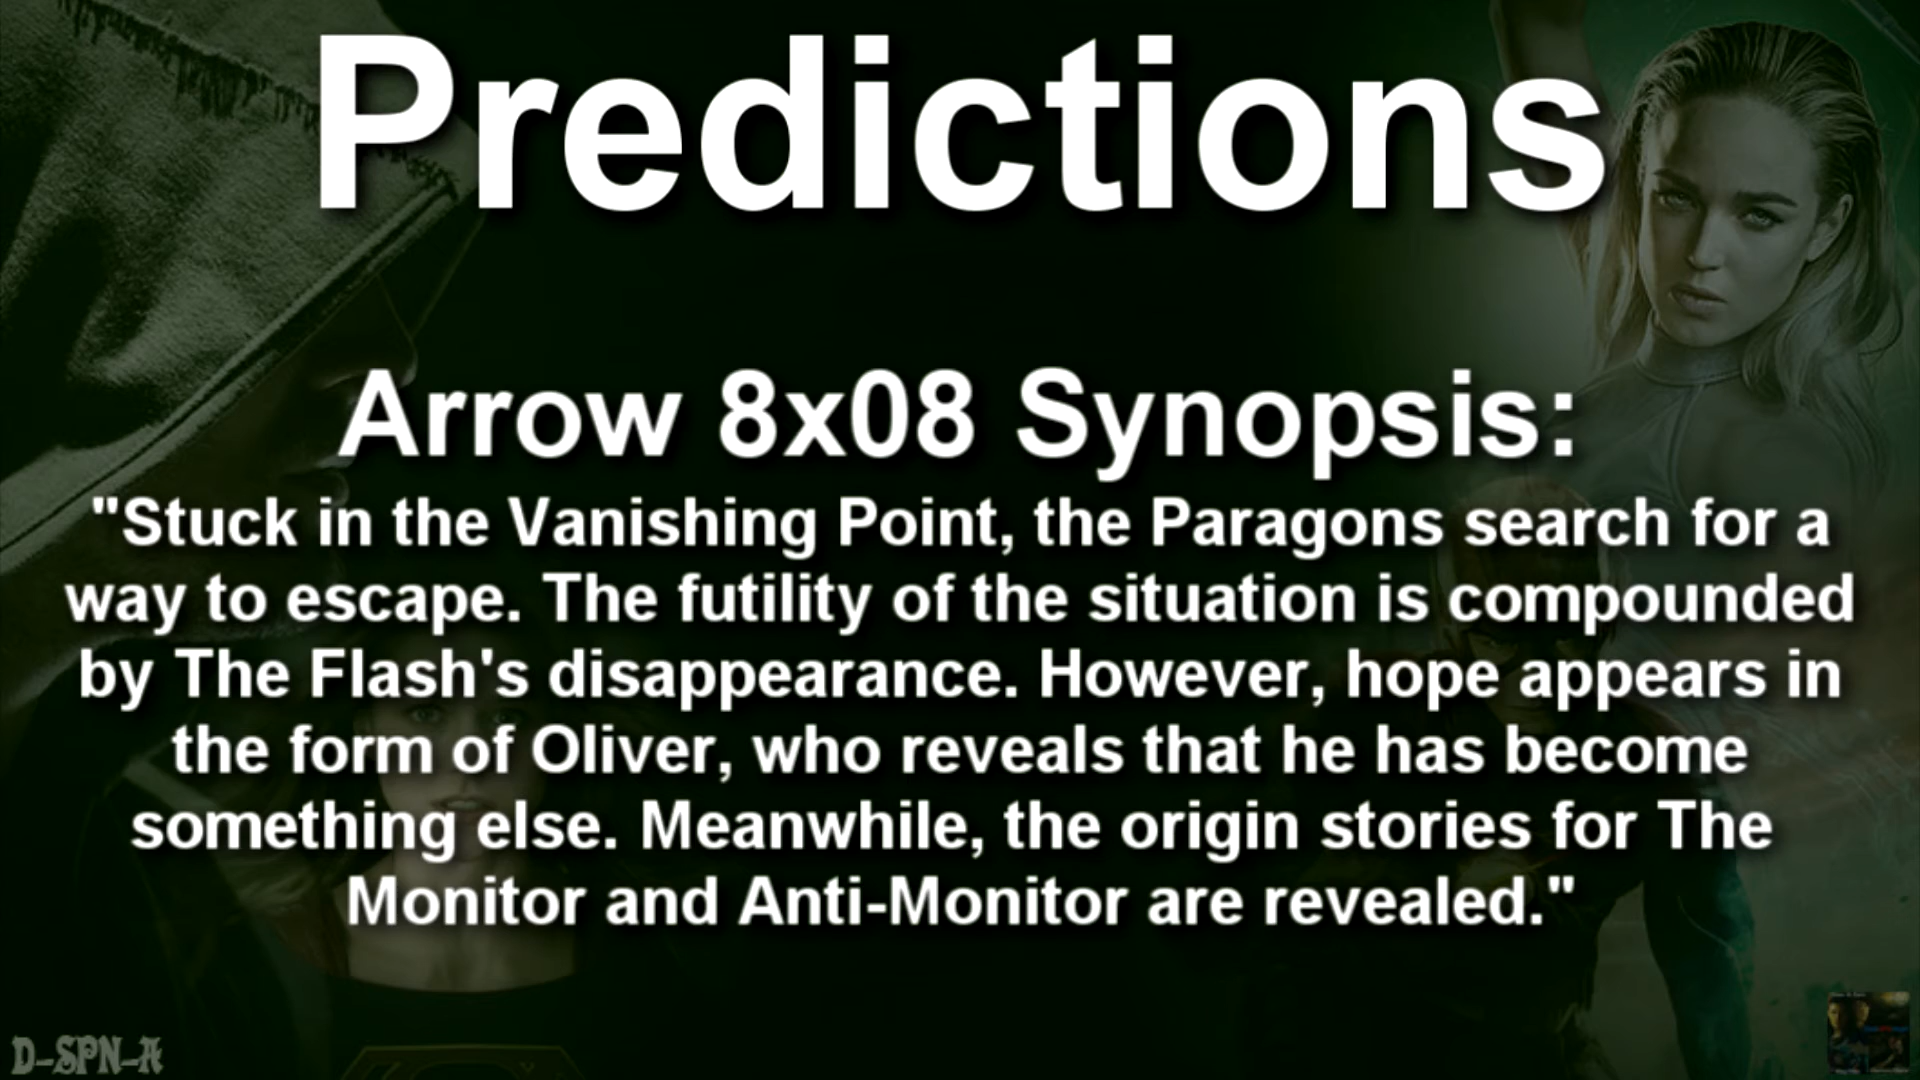 Predictions
Arrow 8x08 Synopsis:
"Stuck in the Vanishing Point, the Paragons search for a
way to escape. The futility of the situation is compounded
by The Flash's disappearance. However, hope appears in
the form of Oliver, who reveals that he has become
something else. Meanwhile, the origin stories for The
Monitor and Anti-Monitor are revealed."
D-SPN-A